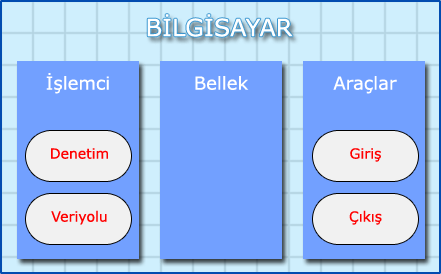 BİLGİSAYAR
İşlemci
Bellek
Araçlar
Denetim
Giriş
Veriyolu
Çıkış